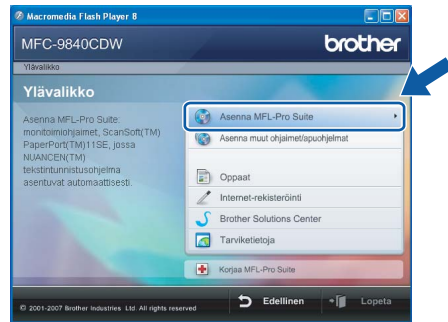 Macromedia Flash Player 8
MFC-9840CDW
brother
Ylävalikko
Ylävalikko
Asenna MFL-Pro Suite:
monitoimiohjaimet, ScanSoft(TM)
PaperPort(TM)11SE, jossa
NUANCEN(TM)
tekstintunnistusohjelma
asentuvat automaattisesti.
Asenna MFL-Pro Suite
Asenna muut ohjaimet/apuohjelmat
Oppaat
Internet-rekisteröinti
Brother Solutions Center
Tarviketietoja
Korjaa MFL-Pro Suite
© 2001-2007 Brother Industries Ltd. All rights reserved
Edellinen
Lopeta